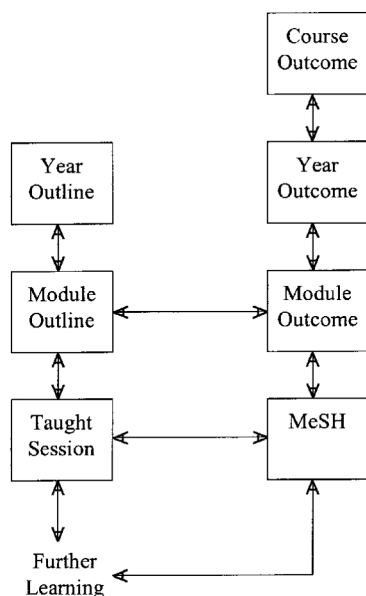 Course
Outcome
Year
Outline
Year
Outcome
Module
Outline
Module
Outcome
Taught
Session
MeSH
Further
Learning